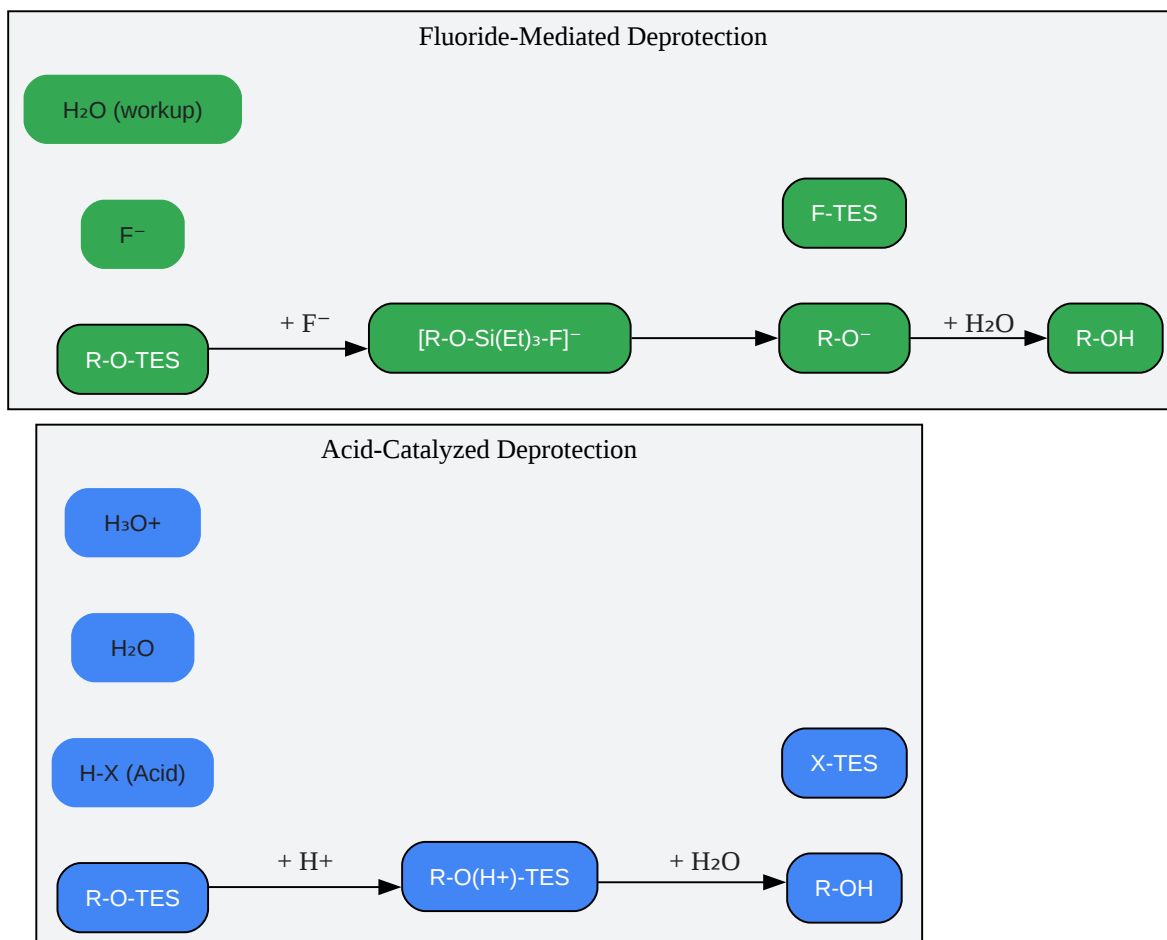 Fluoride-Mediated Deprotection
H₂O (workup)
F⁻
F-TES
R-O-TES
+ F⁻
[R-O-Si(Et)₃-F]⁻
R-O⁻
+ H₂O
R-OH
Acid-Catalyzed Deprotection
H₃O+
H₂O
H-X (Acid)
X-TES
R-O-TES
+ H+
R-O(H+)-TES
+ H₂O
R-OH